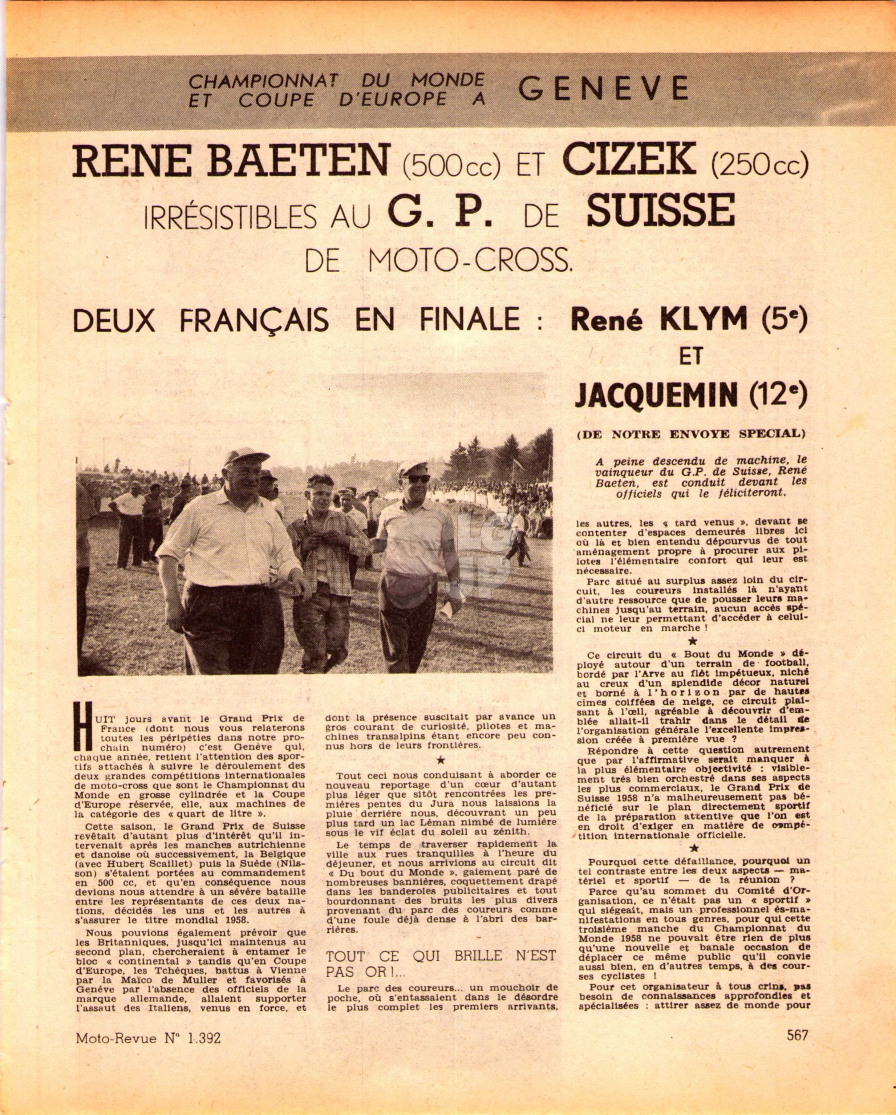 CHAMPIONNAT DU MONDE
ET COUPE D'EUROPE A GENEVE
RENE BAETEN (500cc) ET CIZEK (250cc)
IRRÉSISTIBLES AU G. P. DE SUISSE
DE MOTO-CROSS.
DEUX FRANÇAIS EN FINALE : René KLYM (5e)
ET
JACQUEMIN (12e)
(DE NOTRE ENVOYE SPECIAL)
A peine descendu de machine, le
vainqueur du G.P. de Suisse, René
Baeten, est conduit devant les
officiels qui le féliciteront.
HUIT jours avant le Grand Prix de
France (dont nous vous relaterons
toutes les péripéties dans notre pro-
chain numéro) c'est Genève qui,
chaque année, retient l'attention des spor-
tifs attachés à suivre le déroulement des
deux grandes compétitions internationales
de moto-cross que sont le Championnat du
Monde en grosse cylindrée et la Coupe
d'Europe réservée, elle, aux machines de
la catégorie des « quart de litre ».
Cette saison, le Grand Prix de Suisse
revêtait d'autant plus d'intérêt qu'il in-
tervenait après les manches autrichienne
et danoise où successivement, la Belgique
(avec Hubert Scaillet) puis la Suède (Nils-
son) s'étaient portées au commandement
en 500 cc, et qu'en conséquence nous
devions nous attendre à un sévère bataille
entre les représentants de ces deux na-
tions, décidés les uns et les autres à
s'assurer le titre mondial 1958.
Nous pouvions également prévoir que
les Britanniques, jusqu'ici maintenus au
second plan, chercheraient à entamer le
bloc « continental » tandis qu'en Coupe
d'Europe, les Tchèques, battus à Vienne
par la Maïco de Muller et favorisés à
Genève par l'absence des officiels de la
marque allemande, allaient supporter
l'assaut des Italiens, venus en force, et
dont la présence suscitait par avance un
gros courant de curiosité, pilotes et ma-
chines transalpins étant encore peu con-
nus hors de leurs frontières.
★
Tout ceci nous conduisant à aborder ce
nouveau reportage d'un cœur d'autant
plus léger que sitôt rencontrées les pre-
mières pentes du Jura nous laissions la
pluie derrière nous, découvrant un peu
plus tard un lac Léman nimbé de lumière
sous le vif éclat du soleil au zénith.
Le temps de traverser rapidement la
ville aux rues tranquilles à l'heure du
déjeuner, et nous arrivions au circuit dit
« Du bout du Monde », gaiement paré de
nombreuses bannières, coquettement drapé
dans les banderoles publicitaires et tout
bourdonnant des bruits les plus divers
provenant du parc des coureurs comme
d'une foule déjà dense à l'abri des bar-
rières.
TOUT CE QUI BRILLE N'EST
PAS OR !...
Le parc des coureurs... un mouchoir de
poche, où s'entassaient dans le désordre
le plus complet les premiers arrivants,
les autres, les « tard venus », devant se
contenter d'espaces demeurés libres ici
où là et bien entendu dépourvus de tout
aménagement propre à procurer aux pi-
lotes l'élémentaire confort qui leur est
nécessaire.
Parc situé au surplus assez loin du cir-
cuit, les coureurs installés là n'ayant
d'autre ressource que de pousser leurs ma-
chines jusqu'au terrain, aucun accès spé-
cial ne leur permettant d'accéder à celui-
ci moteur en marche !
★
Ce circuit du « Bout du Monde » dé-
ployé autour d'un terrain de football,
bordé par l'Arve au flôt impétueux, niché
au creux d'un splendide décor naturel
et borné à l'horizon par de hautes
cimes coiffées de neige, ce circuit plai-
sant à l'œil, agréable à découvrir d'em-
blée allait-il trahir dans le détail de
l'organisation générale l'excellente impres-
sion créée à première vue ?
Répondre à cette question autrement
que par l'affirmative serait manquer à
la plus élémentaire objectivité : visible-
ment très bien orchestré dans ses aspects
les plus commerciaux, le Grand Prix de
Suisse 1958 n'a malheureusement pas bé-
néficié sur le plan directement sportif
de la préparation attentive que l'on est
en droit d'exiger en matière de compé-
tition internationale officielle.
★
Pourquoi cette défaillance, pourquoi un
tel contraste entre les deux aspects — ma-
tériel et sportif — de la réunion ?
Parce qu'au sommet du Comité d'Or-
ganisation, ce n'était pas un « sportif »
qui siégeait, mais un professionnel ès-ma-
nifestations en tous genres, pour qui cette
troisième manche du Championnat du
Monde 1958 ne pouvait être rien de plus
qu'une nouvelle et banale occasion de
déplacer ce même public qu'il convie
aussi bien, en d'autres temps, à des cour-
ses cyclistes !
Pour cet organisateur à tous crins, pas
besoin de connaissances approfondies et
spécialisées : attirer assez de monde pour
Moto-Revue N° 1.392
567